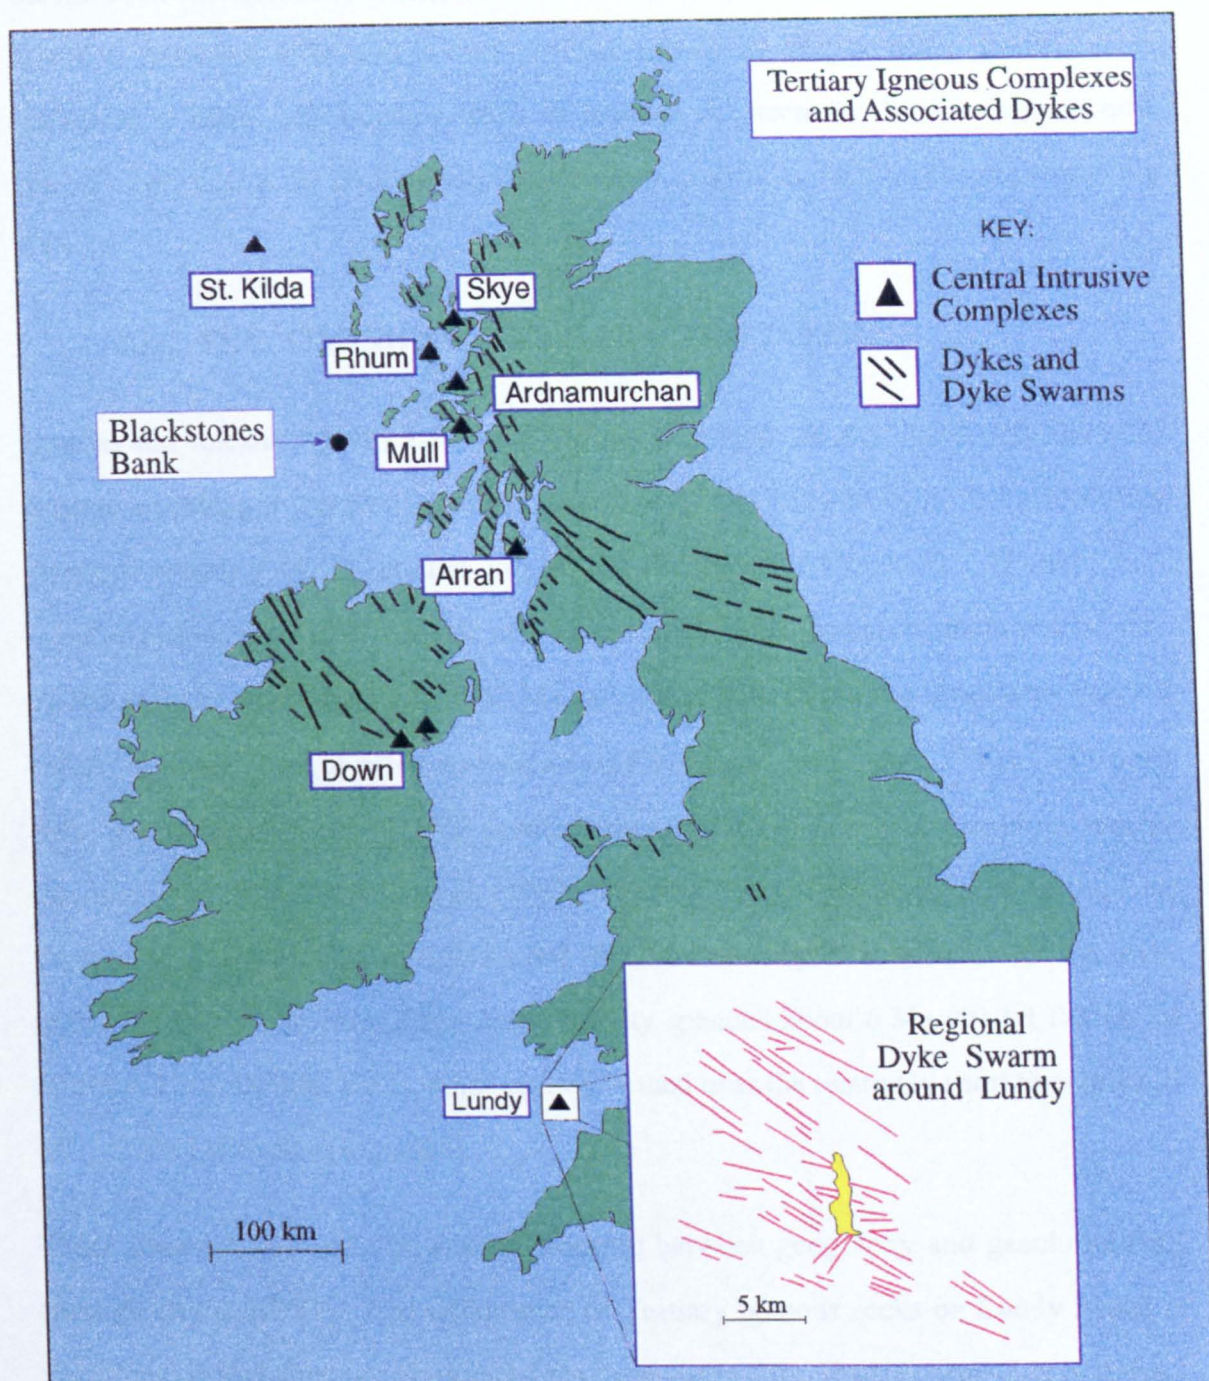 Tertiary Igneous Complexes
and Associated Dykes
KEY:
Central Intrusive
Complexes
Dykes and
Dyke Swarms
St. Kilda
Skye
Rhum
Ardnamurchan
Blackstones
Bank
Mull
Arran
Down
Lundy
Regional
Dyke Swarm
around Lundy
100 km
5 km